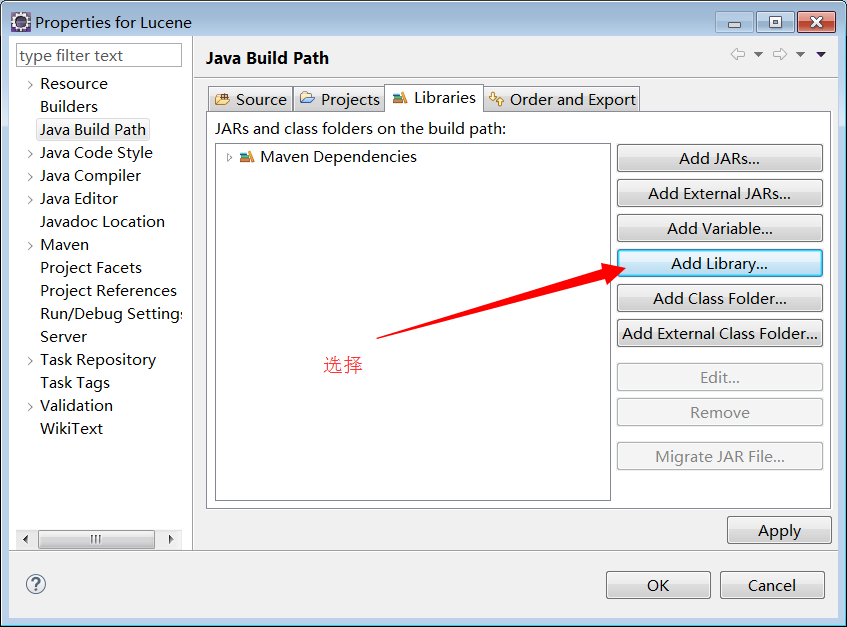 Properties for Lucene
type filter text
Java Build Path
Resource
Builders
Java Build Path
Java Code Style
Java Compiler
Java Editor
Javadoc Location
Maven
Project Facets
Project References
Run/Debug Settings
Server
Task Repository
Task Tags
Validation
WikiText
Source
Projects
Libraries
Order and Export
JARs and class folders on the build path:
Maven Dependencies
Add JARs...
Add External JARs...
Add Variable...
Add Library...
Add Class Folder...
Add External Class Folder...
Edit...
Remove
Migrate JAR File...
选择
Apply
OK
Cancel